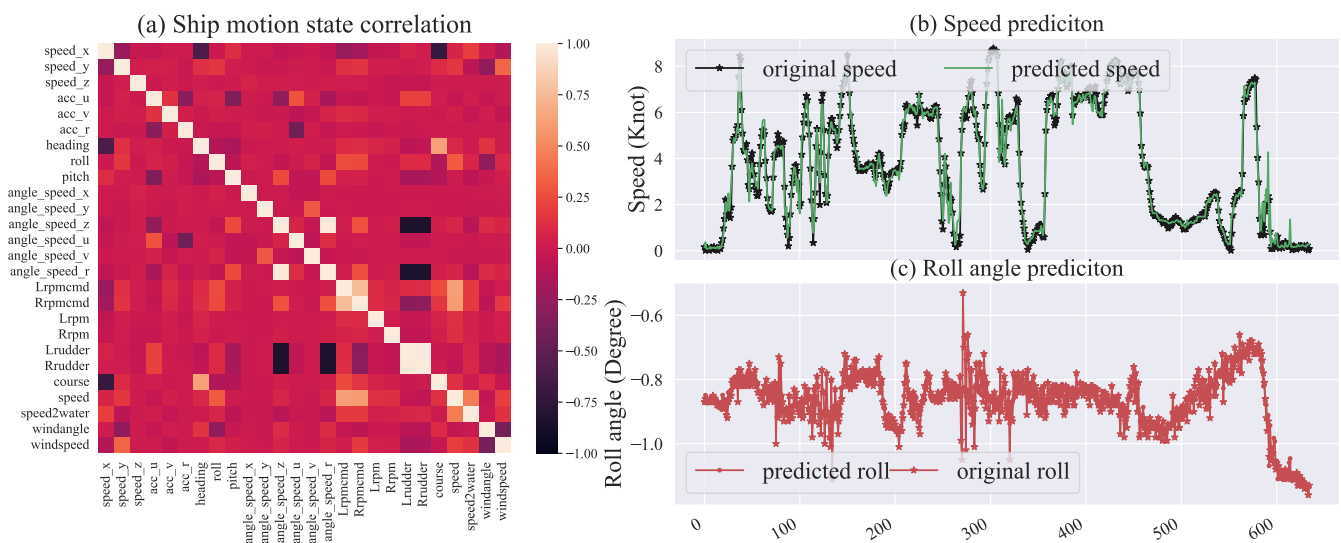 (a) Ship motion state correlation
speed_x
speed_y
speed_z
acc_u
acc_v
acc_r
heading
roll
pitch
angle_speed_x
angle_speed_y
angle_speed_z
angle_speed_u
angle_speed_v
angle_speed_r
Lrpmcmd
Rrpmcmd
Lrpm
Rrpm
Lrudder
Rrudder
course
speed
speed2water
windangle
windspeed
speed_x
speed_y
speed_z
acc_u
acc_v
acc_r
heading
roll
pitch
angle_speed_x
angle_speed_y
angle_speed_z
angle_speed_u
angle_speed_v
angle_speed_r
Lrpmcmd
Rrpmcmd
Lrpm
Rrpm
Lrudder
Rrudder
course
speed
speed2water
windangle
windspeed
1.00
0.75
0.50
0.25
0.00
−0.25
−0.50
−0.75
−1.00
(b) Speed prediciton
original speed
predicted speed
Speed (Knot)
8
6
4
2
0
(c) Roll angle prediciton
Roll angle (Degree)
−0.6
−0.8
−1.0
predicted roll
original roll
0
100
200
300
400
500
600